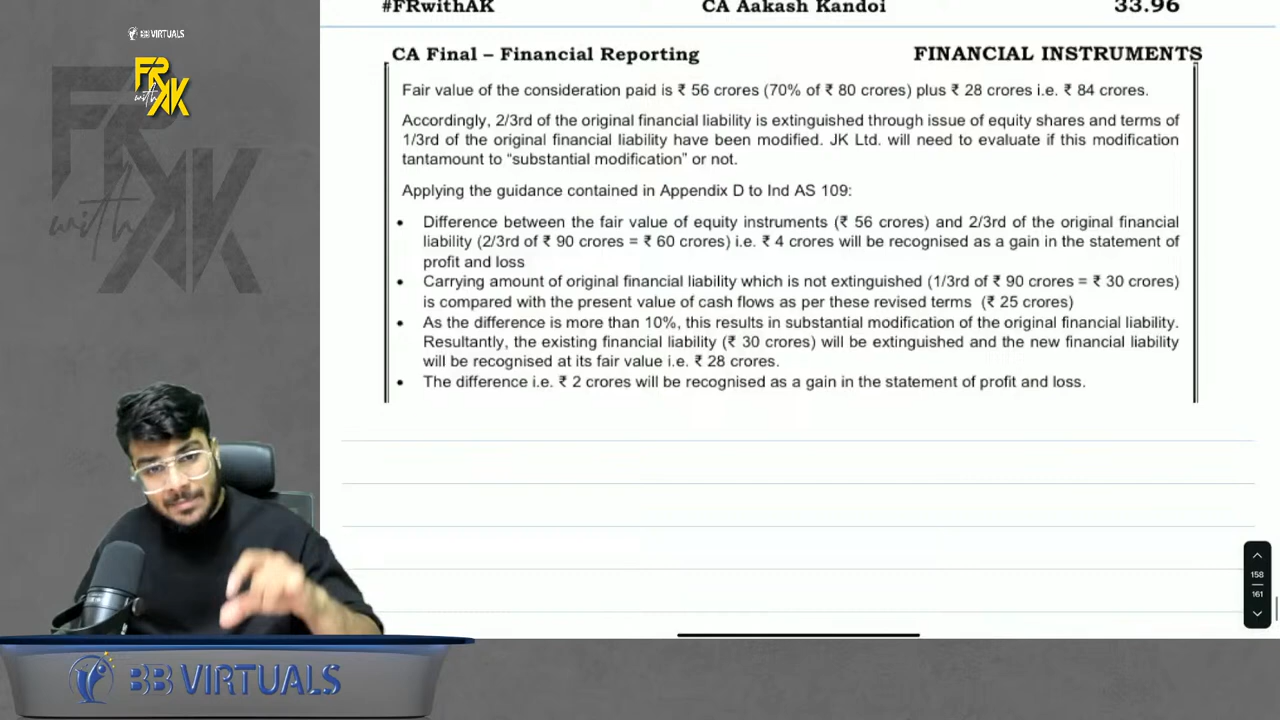 #FRwithAK CA Aakash Kandoi 33.96
BB VIRTUALS
FR
with
AK
CA Final – Financial Reporting FINANCIAL INSTRUMENTS
Fair value of the consideration paid is ₹ 56 crores (70% of ₹ 80 crores) plus ₹ 28 crores i.e. ₹ 84 crores.
Accordingly, 2/3rd of the original financial liability is extinguished through issue of equity shares and terms of
1/3rd of the original financial liability have been modified. JK Ltd. will need to evaluate if this modification
tantamount to “substantial modification” or not.
Applying the guidance contained in Appendix D to Ind AS 109:
• Difference between the fair value of equity instruments (₹ 56 crores) and 2/3rd of the original financial
liability (2/3rd of ₹ 90 crores = ₹ 60 crores) i.e. ₹ 4 crores will be recognised as a gain in the statement of
profit and loss
• Carrying amount of original financial liability which is not extinguished (1/3rd of ₹ 90 crores = ₹ 30 crores)
is compared with the present value of cash flows as per these revised terms (₹ 25 crores)
• As the difference is more than 10%, this results in substantial modification of the original financial liability.
Resultantly, the existing financial liability (₹ 30 crores) will be extinguished and the new financial liability
will be recognised at its fair value i.e. ₹ 28 crores.
• The difference i.e. ₹ 2 crores will be recognised as a gain in the statement of profit and loss.
158
161
BB VIRTUALS